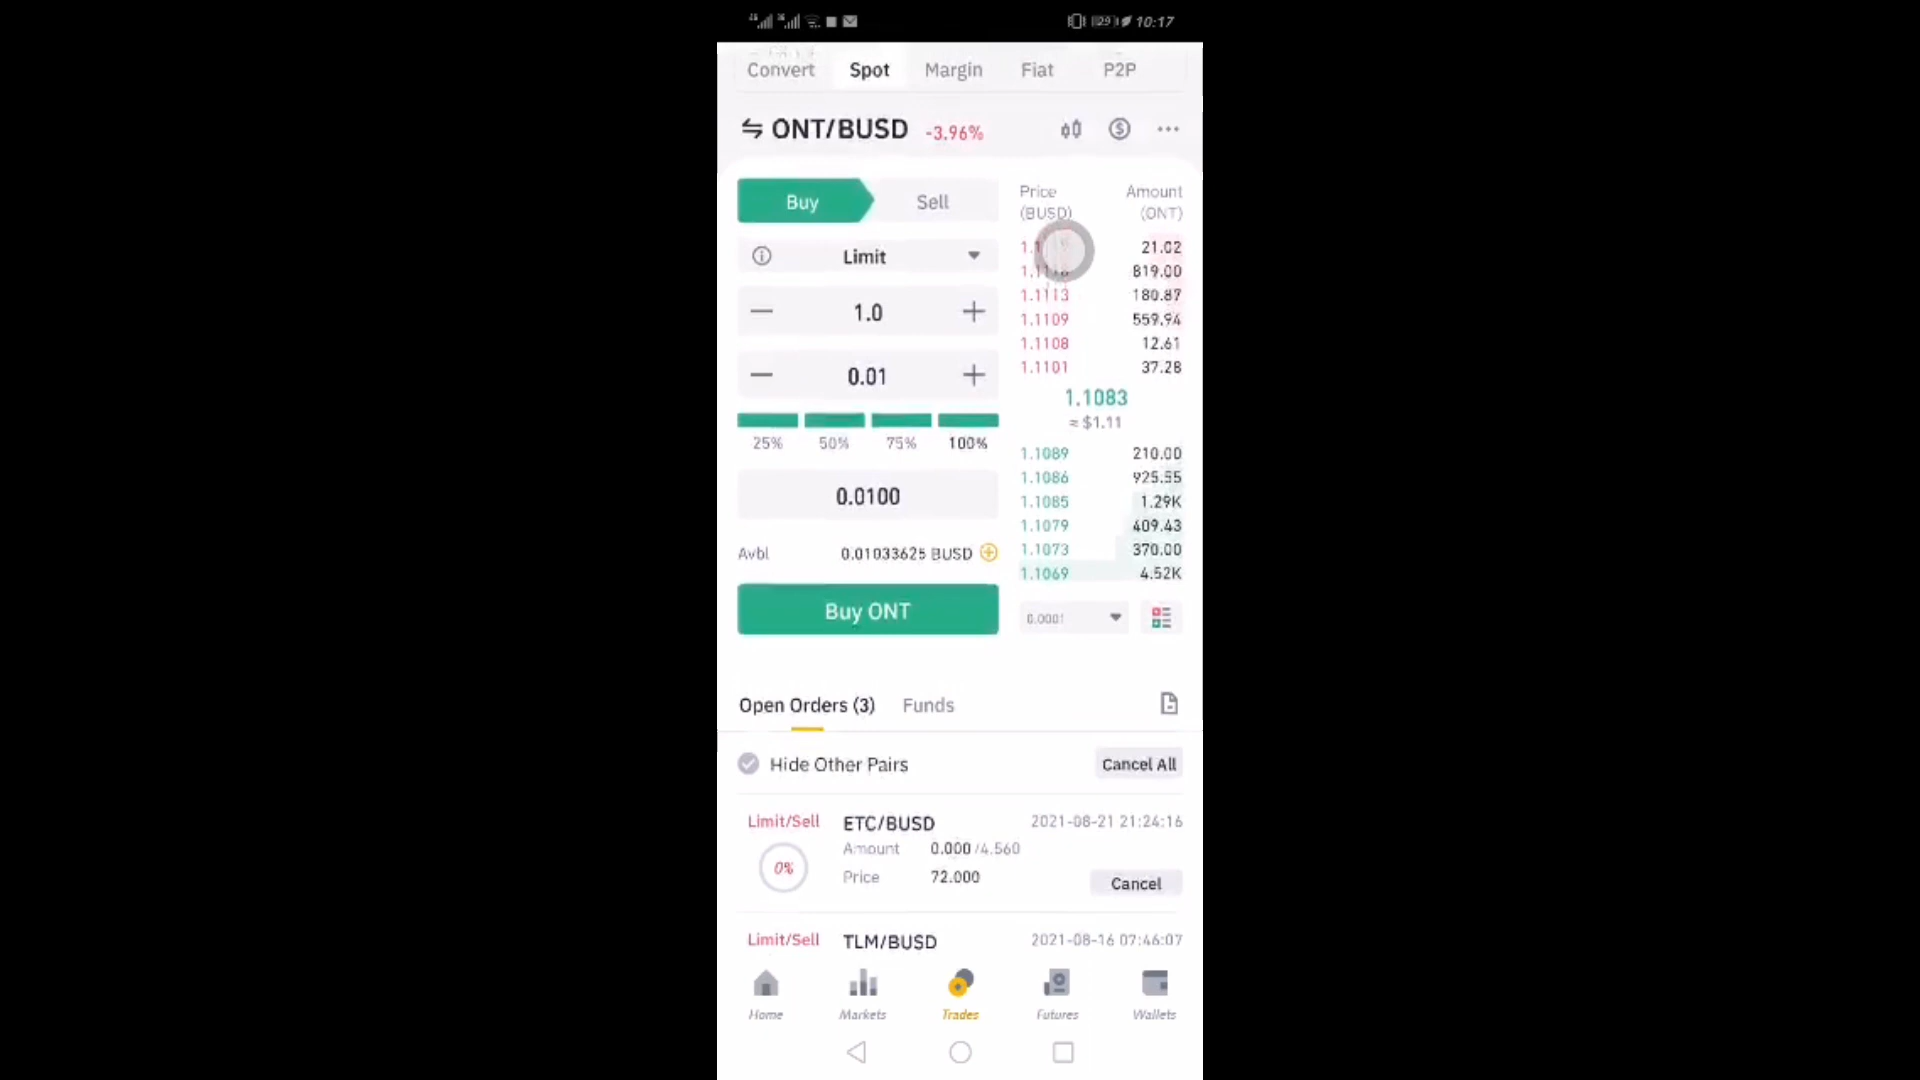 29 10:17
Convert Spot Margin Fiat P2P
ONT/BUSD -3.96%
Buy Sell
Price Amount
(BUSD) (ONT)
Limit
1.0
0.01
25% 50% 75% 100%
0.0100
Avbl 0.01033625 BUSD
Buy ONT
21.02
819.00
1.1113 180.87
1.1109 559.94
1.1108 12.61
1.1101 37.28
1.1083
≈ $1.11
1.1089 210.00
1.1086 925.55
1.1085 1.29K
1.1079 409.43
1.1073 370.00
1.1069 4.52K
0.0001
Open Orders (3) Funds
Hide Other Pairs Cancel All
Limit/Sell ETC/BUSD 2021-08-21 21:24:16
Amount 0.000 /4.560
0%
Price 72.000
Cancel
Limit/Sell TLM/BUSD 2021-08-16 07:46:07
Home Markets Trades Futures Wallets